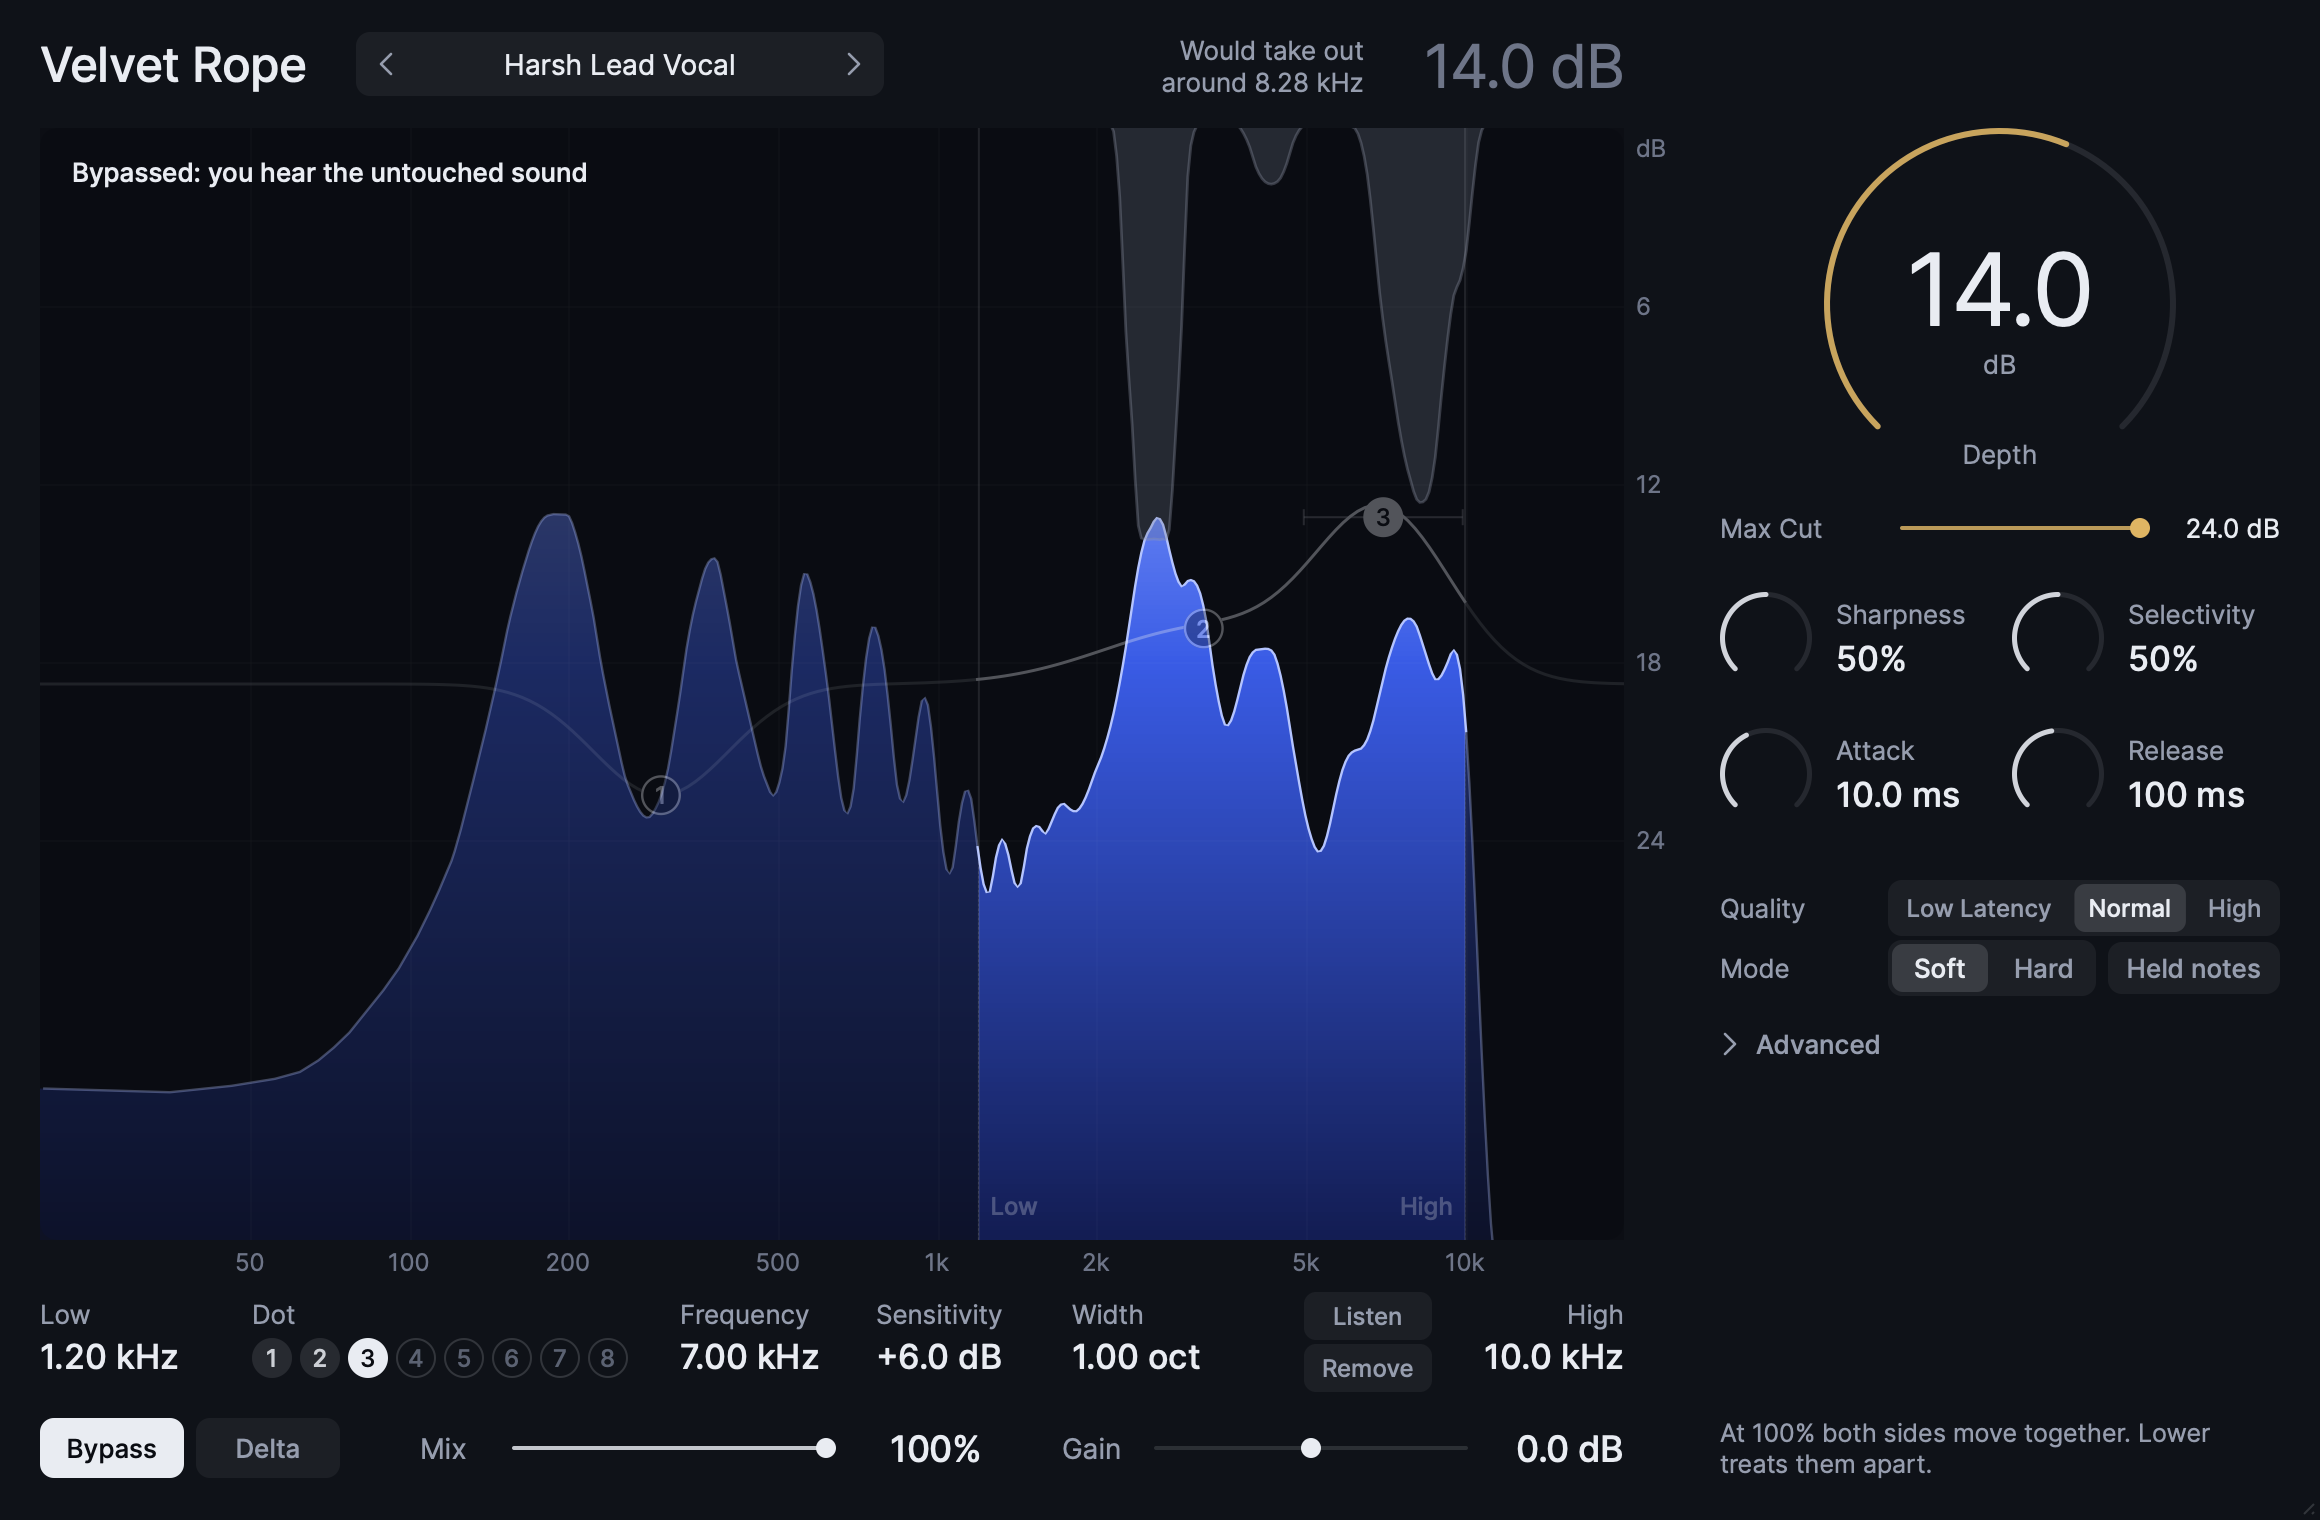 Velvet Rope
Harsh Lead Vocal
Would take out
around 8.28 kHz
14.0 dB
Bypassed: you hear the untouched sound
dB
6
12
18
24
1
2
3
Low
High
50
100
200
500
1k
2k
5k
10k
14.0
dB
Depth
Max Cut
24.0 dB
Sharpness
50%
Selectivity
50%
Attack
10.0 ms
Release
100 ms
Quality
Low Latency
Normal
High
Mode
Soft
Hard
Held notes
Advanced
Low
1.20 kHz
Dot
1 2 3 4 5 6 7 8
Frequency
7.00 kHz
Sensitivity
+6.0 dB
Width
1.00 oct
Listen
Remove
High
10.0 kHz
Bypass
Delta
Mix
100%
Gain
0.0 dB
At 100% both sides move together. Lower
treats them apart.